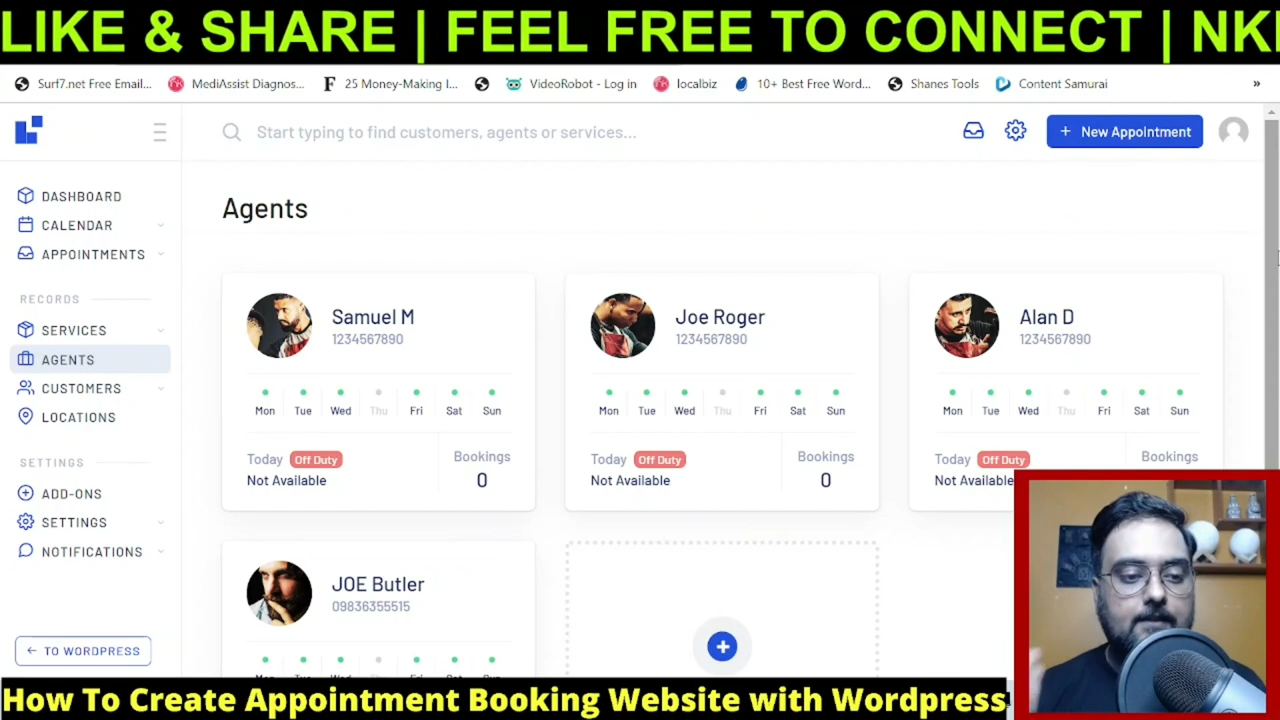 LIKE & SHARE | FEEL FREE TO CONNECT |
Surf7.net Free Email... MediAssist Diagnos... 25 Money-Making I... VideoRobot - Log in localbiz 10+ Best Free Word... Shanes Tools Content Samurai »
Start typing to find customers, agents or services...
+ New Appointment
DASHBOARD
CALENDAR
APPOINTMENTS
RECORDS
SERVICES
AGENTS
CUSTOMERS
LOCATIONS
SETTINGS
ADD-ONS
SETTINGS
NOTIFICATIONS
← TO WORDPRESS
Agents
Samuel M
1234567890
Mon Tue Wed Thu Fri Sat Sun
Today Off Duty
Not Available
Bookings
0
Joe Roger
1234567890
Mon Tue Wed Thu Fri Sat Sun
Today Off Duty
Not Available
Bookings
0
Alan D
1234567890
Mon Tue Wed Thu Fri Sat Sun
Today Off Duty
Not Available
Bookings
JOE Butler
09836355515
How To Create Appointment Booking Website with Wordpress